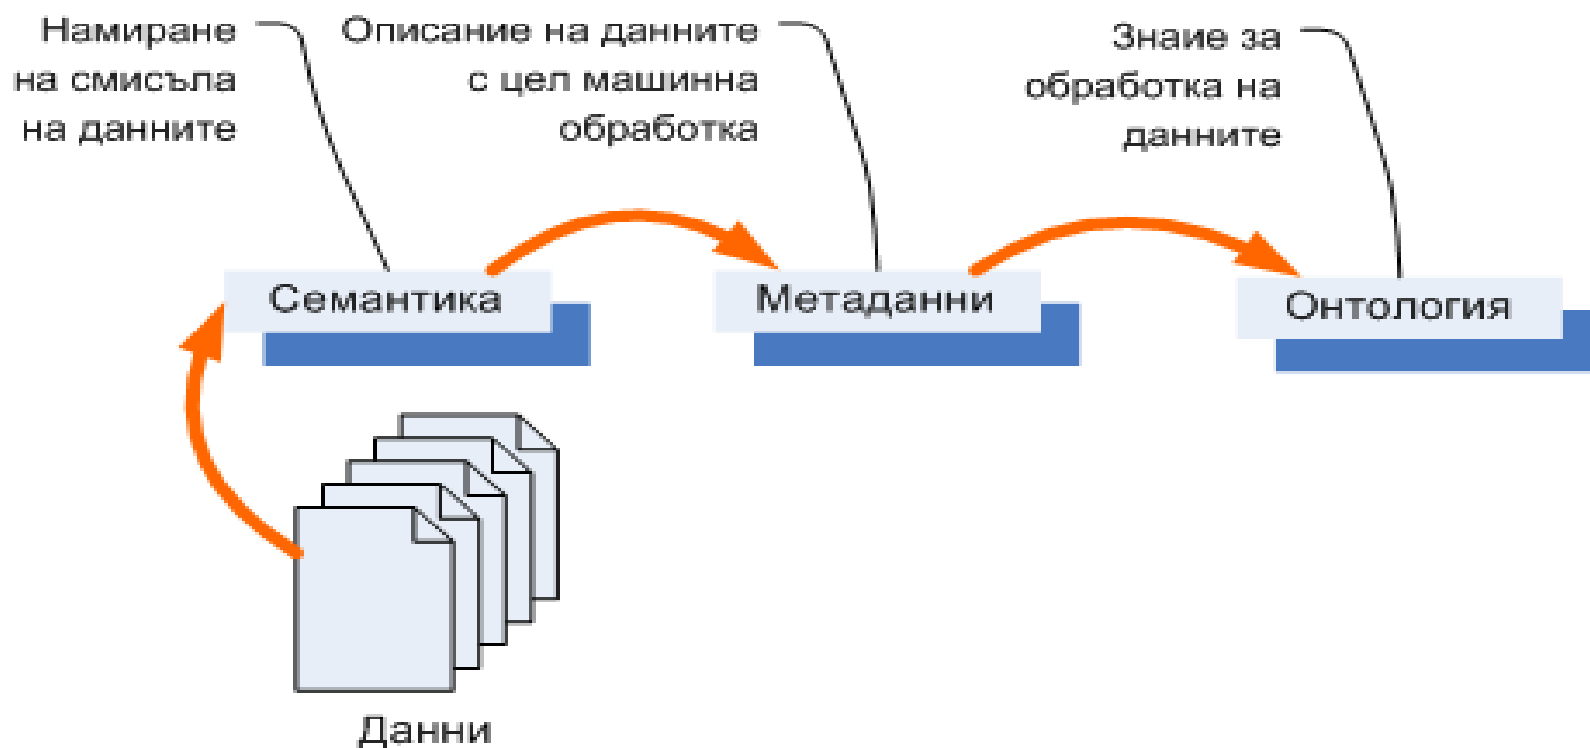 Намиране
на смисъла
на данните
Описание на данните
с цел машинна
обработка
Знаие за
обработка на
данните
Семантика
Метаданни
Онтология
Данни